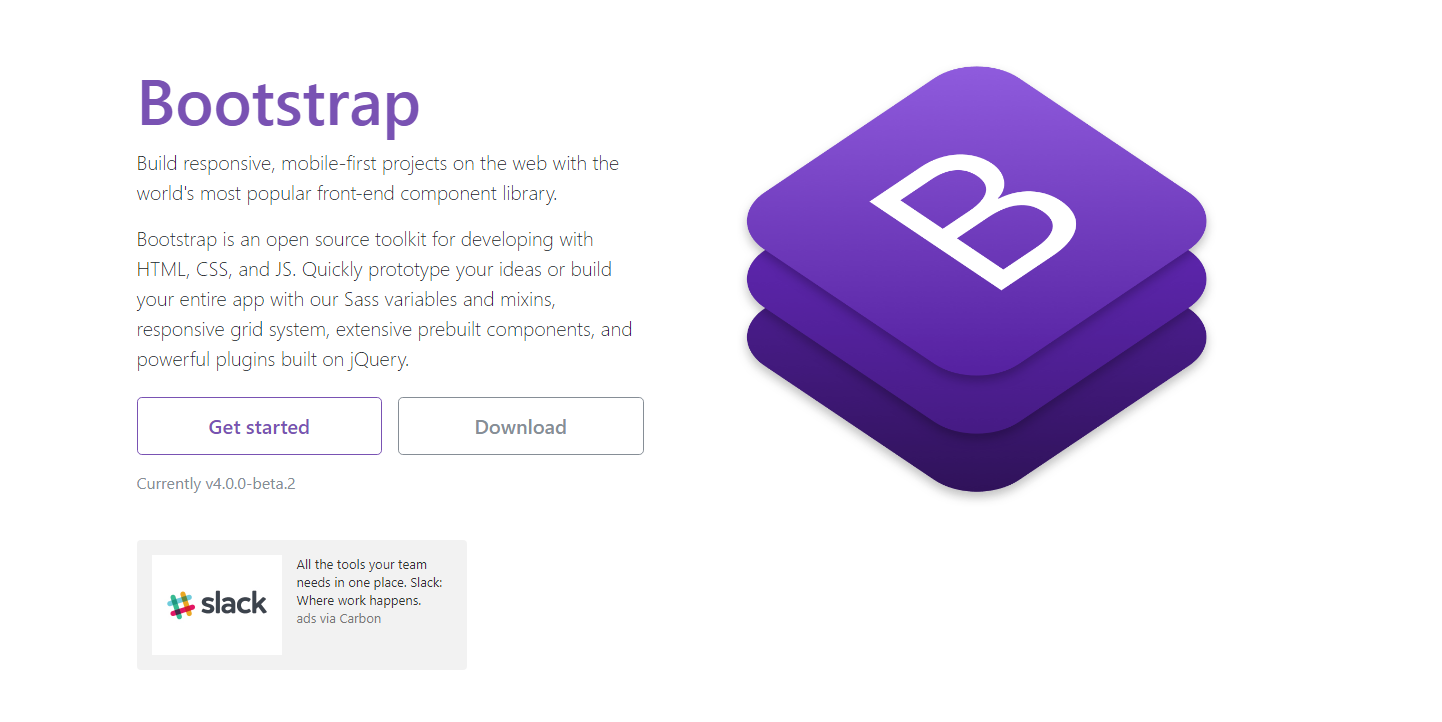 Bootstrap
Build responsive, mobile-first projects on the web with the
world's most popular front-end component library.
Bootstrap is an open source toolkit for developing with
HTML, CSS, and JS. Quickly prototype your ideas or build
your entire app with our Sass variables and mixins,
responsive grid system, extensive prebuilt components, and
powerful plugins built on jQuery.
Get started
Download
Currently v4.0.0-beta.2
slack
All the tools your team
needs in one place. Slack:
Where work happens.
ads via Carbon
B